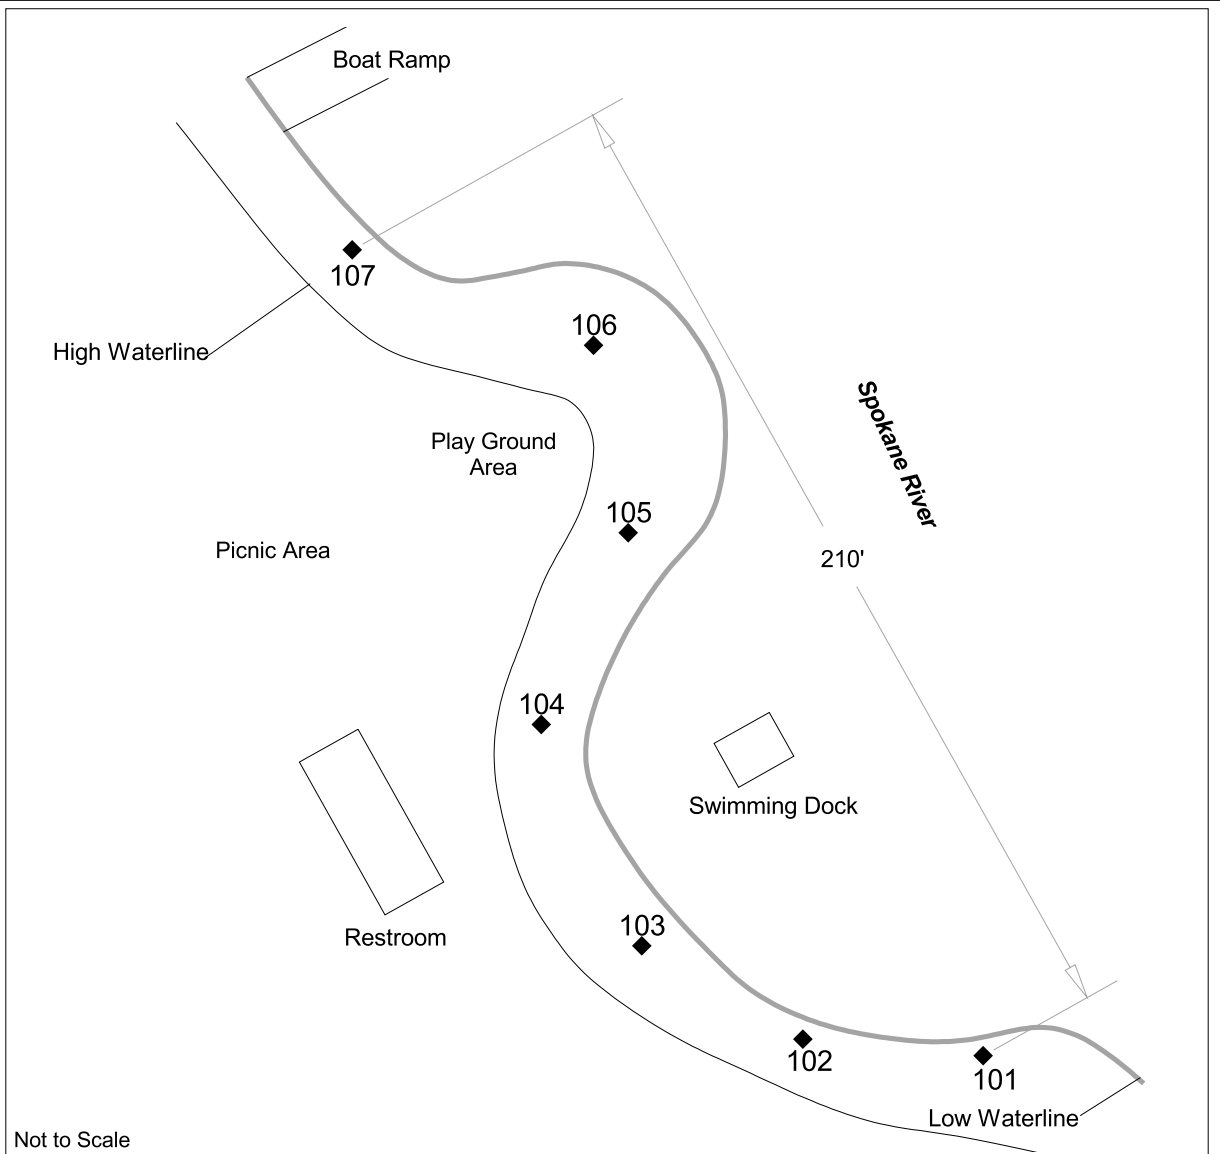 Boat Ramp
107
106
High Waterline
Spokane River
Play Ground
Area
105
Picnic Area
210'
104
Swimming Dock
103
Restroom
102
101
Low Waterline
Not to Scale